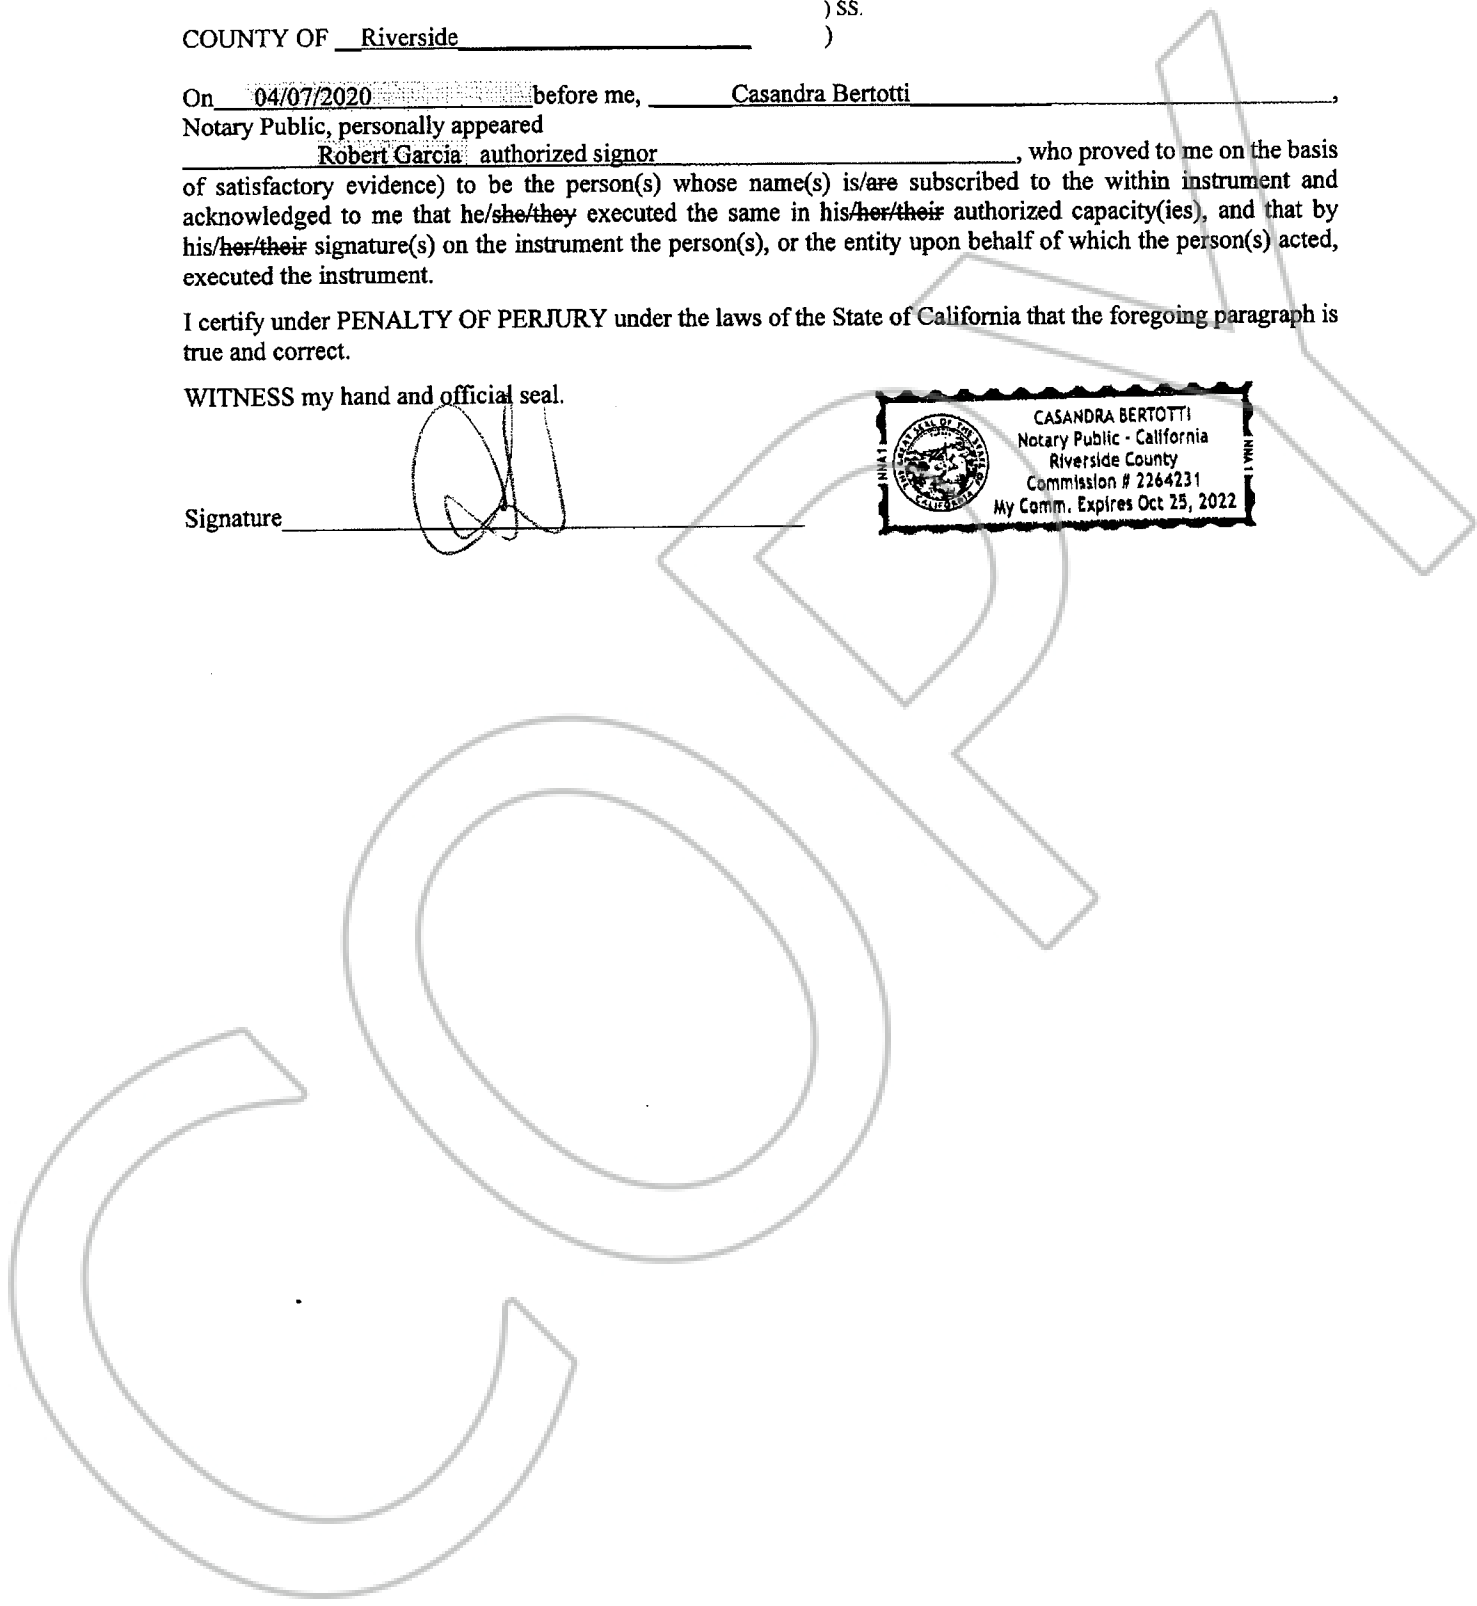 ) SS.
COUNTY OF Riverside )
On 04/07/2020 before me, Casandra Bertotti,
Notary Public, personally appeared
Robert Garcia authorized signor, who proved to me on the basis
of satisfactory evidence) to be the person(s) whose name(s) is/are subscribed to the within instrument and
acknowledged to me that he/she/they executed the same in his/her/their authorized capacity(ies), and that by
his/her/their signature(s) on the instrument the person(s), or the entity upon behalf of which the person(s) acted,
executed the instrument.
I certify under PENALTY OF PERJURY under the laws of the State of California that the foregoing paragraph is
true and correct.
WITNESS my hand and official seal.
CASANDRA BERTOTTI
Notary Public - California
Riverside County
Commission # 2264231
My Comm. Expires Oct 25, 2022
NNA 1
NNA 1
Signature
COPY